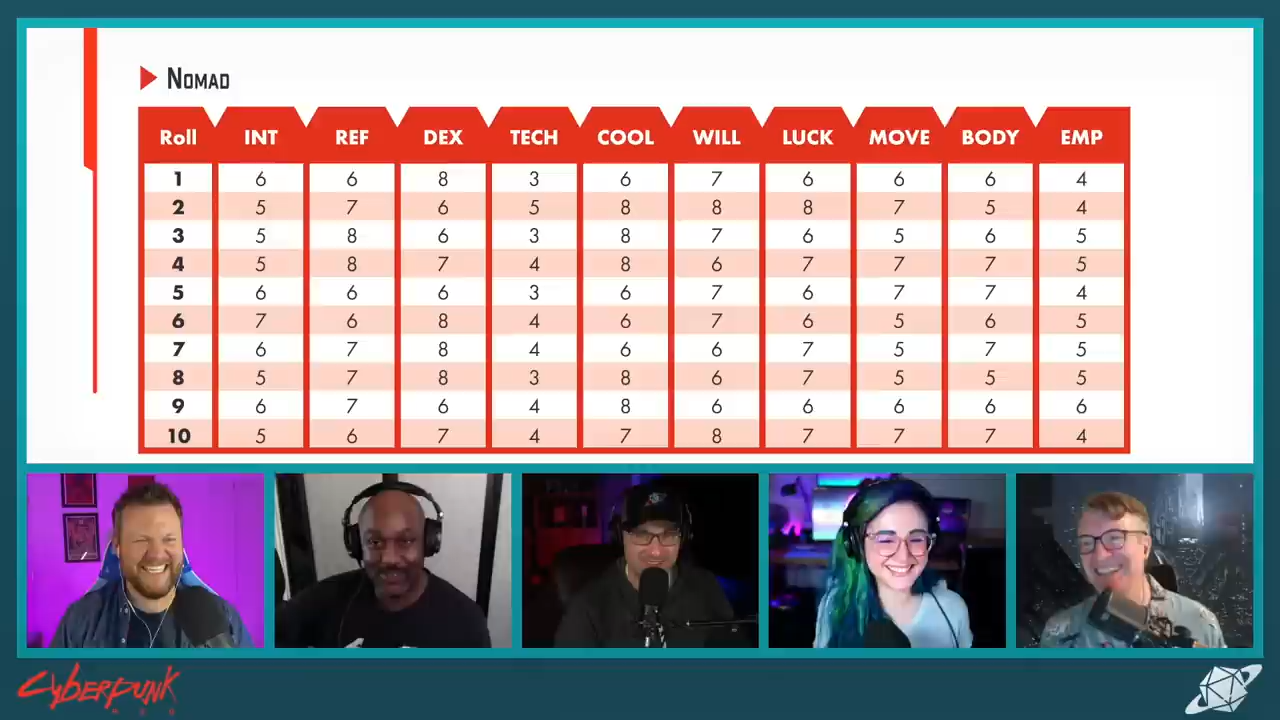 Nomad
Roll INT REF DEX TECH COOL WILL LUCK MOVE BODY EMP
1 6 6 8 3 6 7 6 6 6 4
2 5 7 6 5 8 8 8 7 5 4
3 5 8 6 3 8 7 6 5 6 5
4 5 8 7 4 8 6 7 7 7 5
5 6 6 6 3 6 7 6 7 7 4
6 7 6 8 4 6 7 6 5 6 5
7 6 7 8 4 6 6 7 5 7 5
8 5 7 8 3 8 6 7 5 5 5
9 6 7 6 4 8 6 6 6 6 6
10 5 6 7 4 7 8 7 7 7 4
Cyberpunk
RED